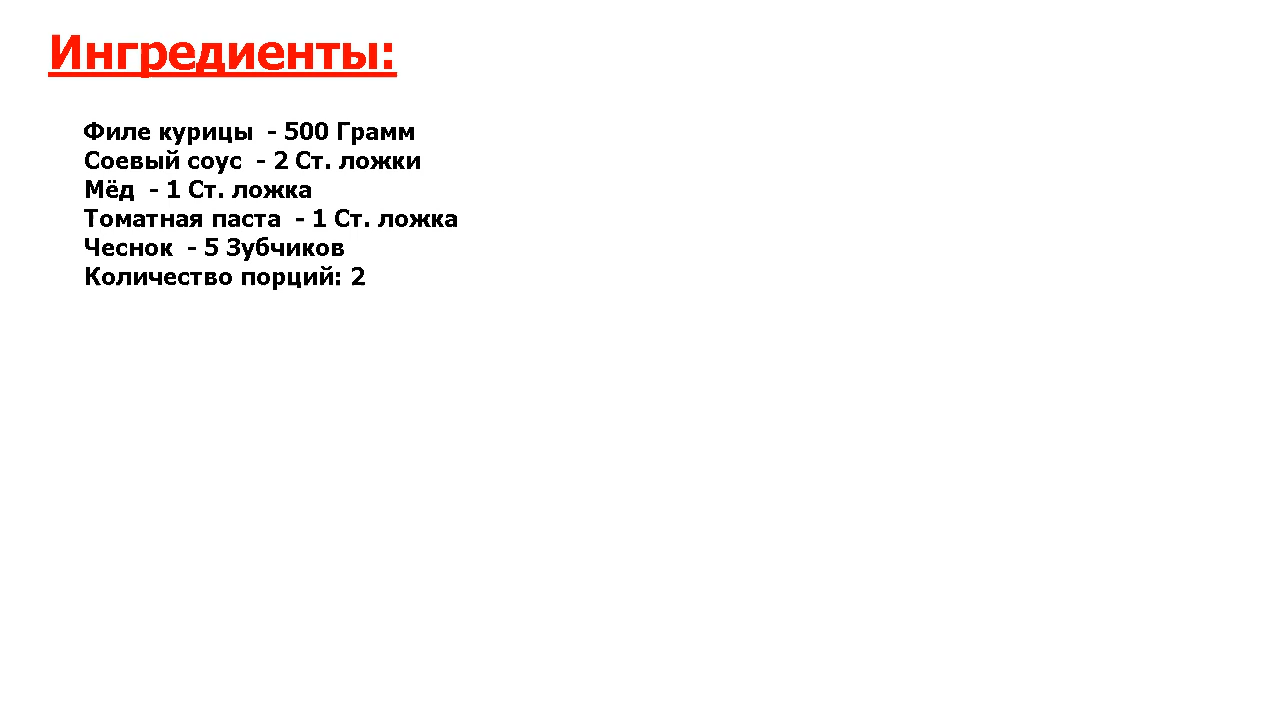 Ингредиенты:
Филе курицы - 500 Грамм
Соевый соус - 2 Ст. ложки
Мёд - 1 Ст. ложка
Томатная паста - 1 Ст. ложка
Чеснок - 5 Зубчиков
Количество порций: 2